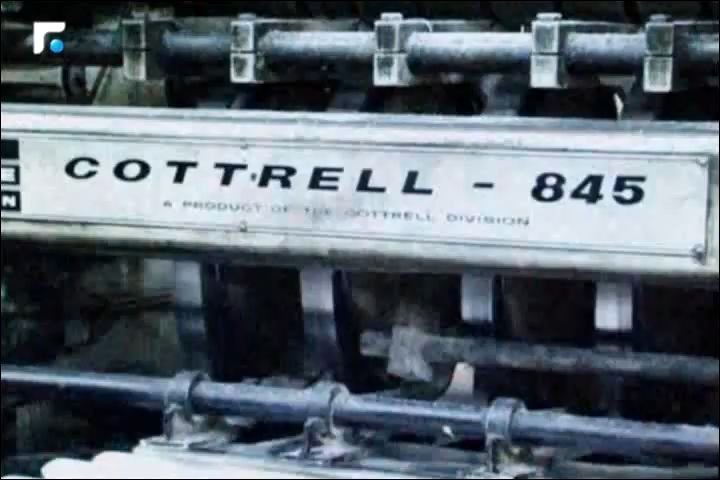 COTTRELL - 845
A PRODUCT OF THE COTTRELL DIVISION
E
N